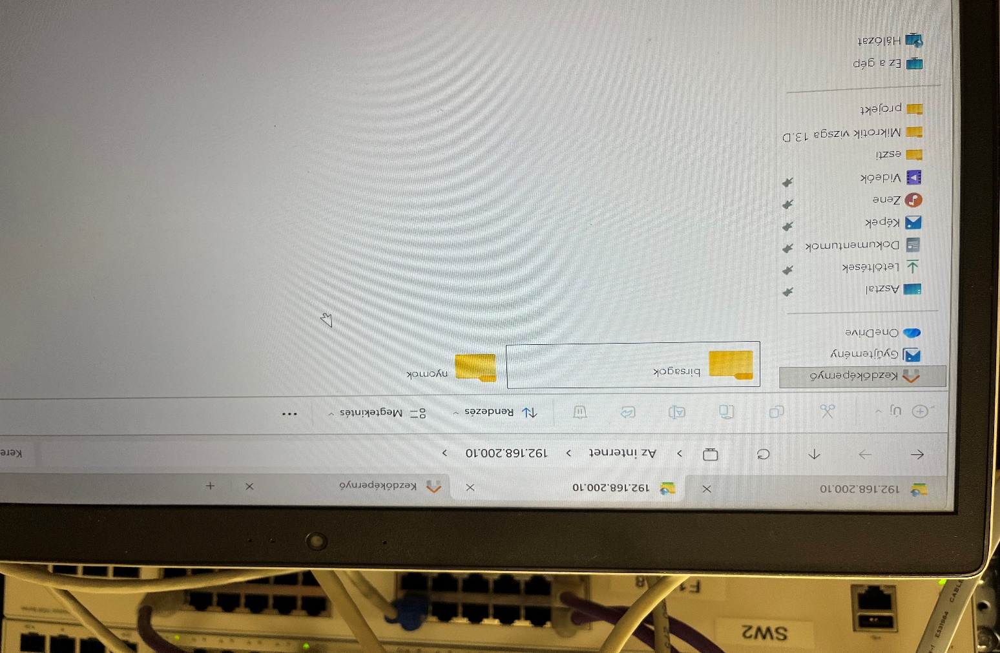 192.168.200.10
192.168.200.10
Kezdőképernyő
Az internet
192.168.200.10
Kere
Új
Rendezés
Megtekintés
Kezdőképernyő
Gyűjtemény
OneDrive
birsagok
nyomok
Asztal
Letöltések
Dokumentumok
Képek
Zene
Videók
eszti
Mikrotik vizsga 13.D
projekt
Ez a gép
Hálózat
SW2
E331964
CABLE